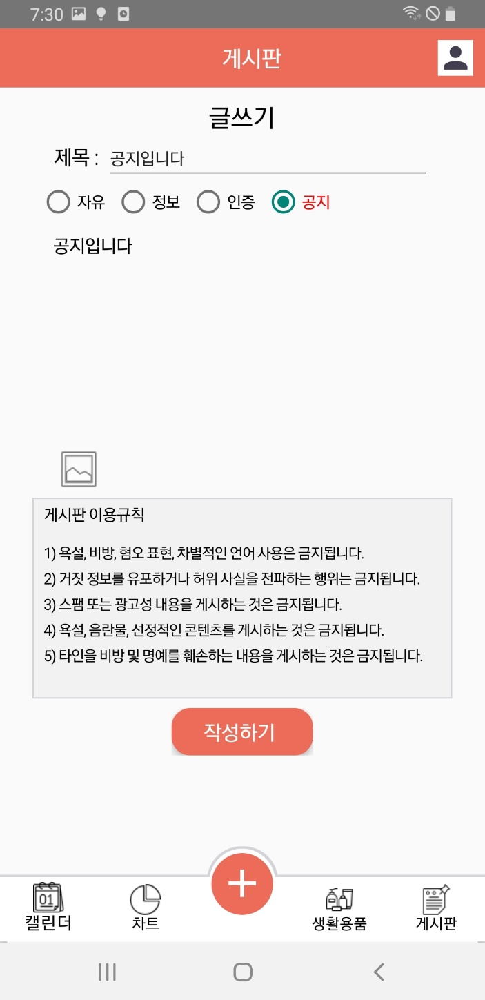 7:30
게시판
글쓰기
제목 : 공지입니다
자유 정보 인증 공지
공지입니다
게시판 이용규칙
1) 욕설, 비방, 혐오 표현, 차별적인 언어 사용은 금지됩니다.
2) 거짓 정보를 유포하거나 허위 사실을 전파하는 행위는 금지됩니다.
3) 스팸 또는 광고성 내용을 게시하는 것은 금지됩니다.
4) 욕설, 음란물, 선정적인 콘텐츠를 게시하는 것은 금지됩니다.
5) 타인을 비방 및 명예를 훼손하는 내용을 게시하는 것은 금지됩니다.
작성하기
01
캘린더 차트 생활용품 게시판